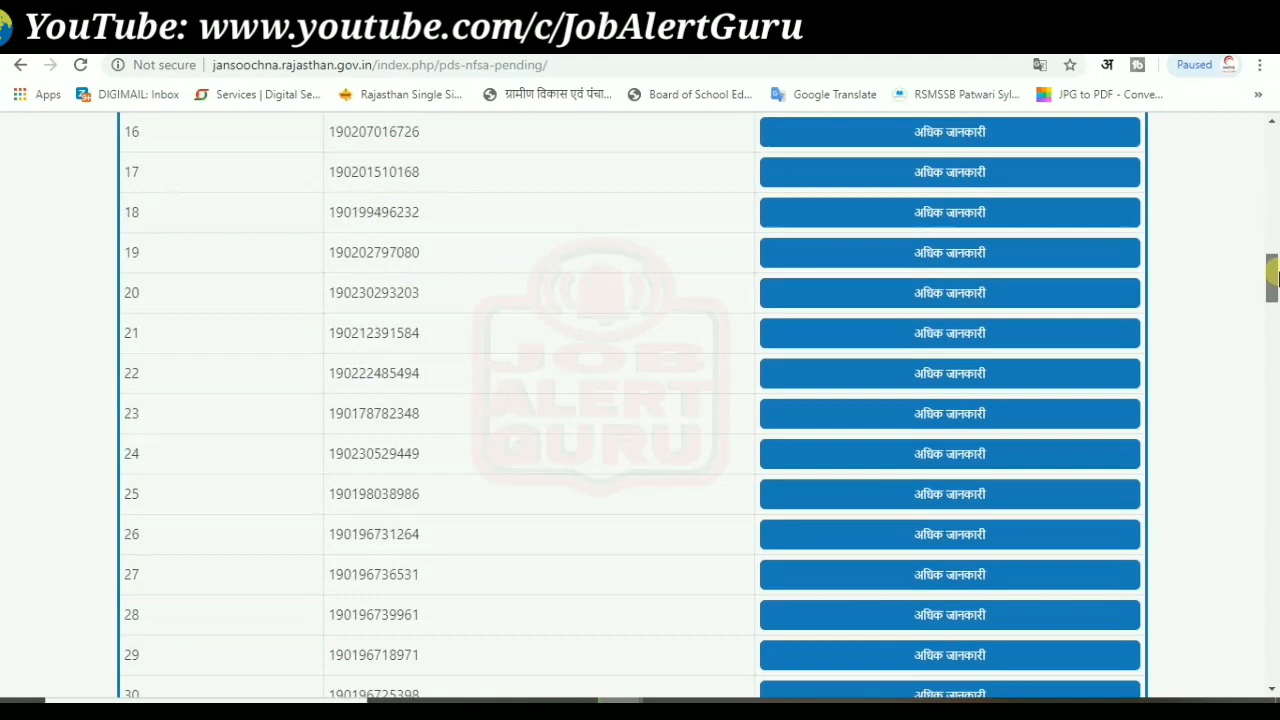 YouTube: www.youtube.com/c/JobAlertGuru
Not secure | jansoochna.rajasthan.gov.in/index.php/pds-nfsa-pending/ अ Paused
Apps DIGIMAIL: Inbox Services | Digital Se... Rajasthan Single Si... ग्रामीण विकास एवं पंचा... Board of School Ed... Google Translate RSMSSB Patwari Syl... JPG to PDF - Conve... »
16 190207016726 अधिक जानकारी
17 190201510168 अधिक जानकारी
18 190199496232 अधिक जानकारी
19 190202797080 अधिक जानकारी
20 190230293203 अधिक जानकारी
21 190212391584 अधिक जानकारी
22 190222485494 अधिक जानकारी
23 190178782348 अधिक जानकारी
24 190230529449 अधिक जानकारी
25 190198038986 अधिक जानकारी
26 190196731264 अधिक जानकारी
27 190196736531 अधिक जानकारी
28 190196739961 अधिक जानकारी
29 190196718971 अधिक जानकारी
30 190196725398 अधिक जानकारी
JOB
ALERT
GURU